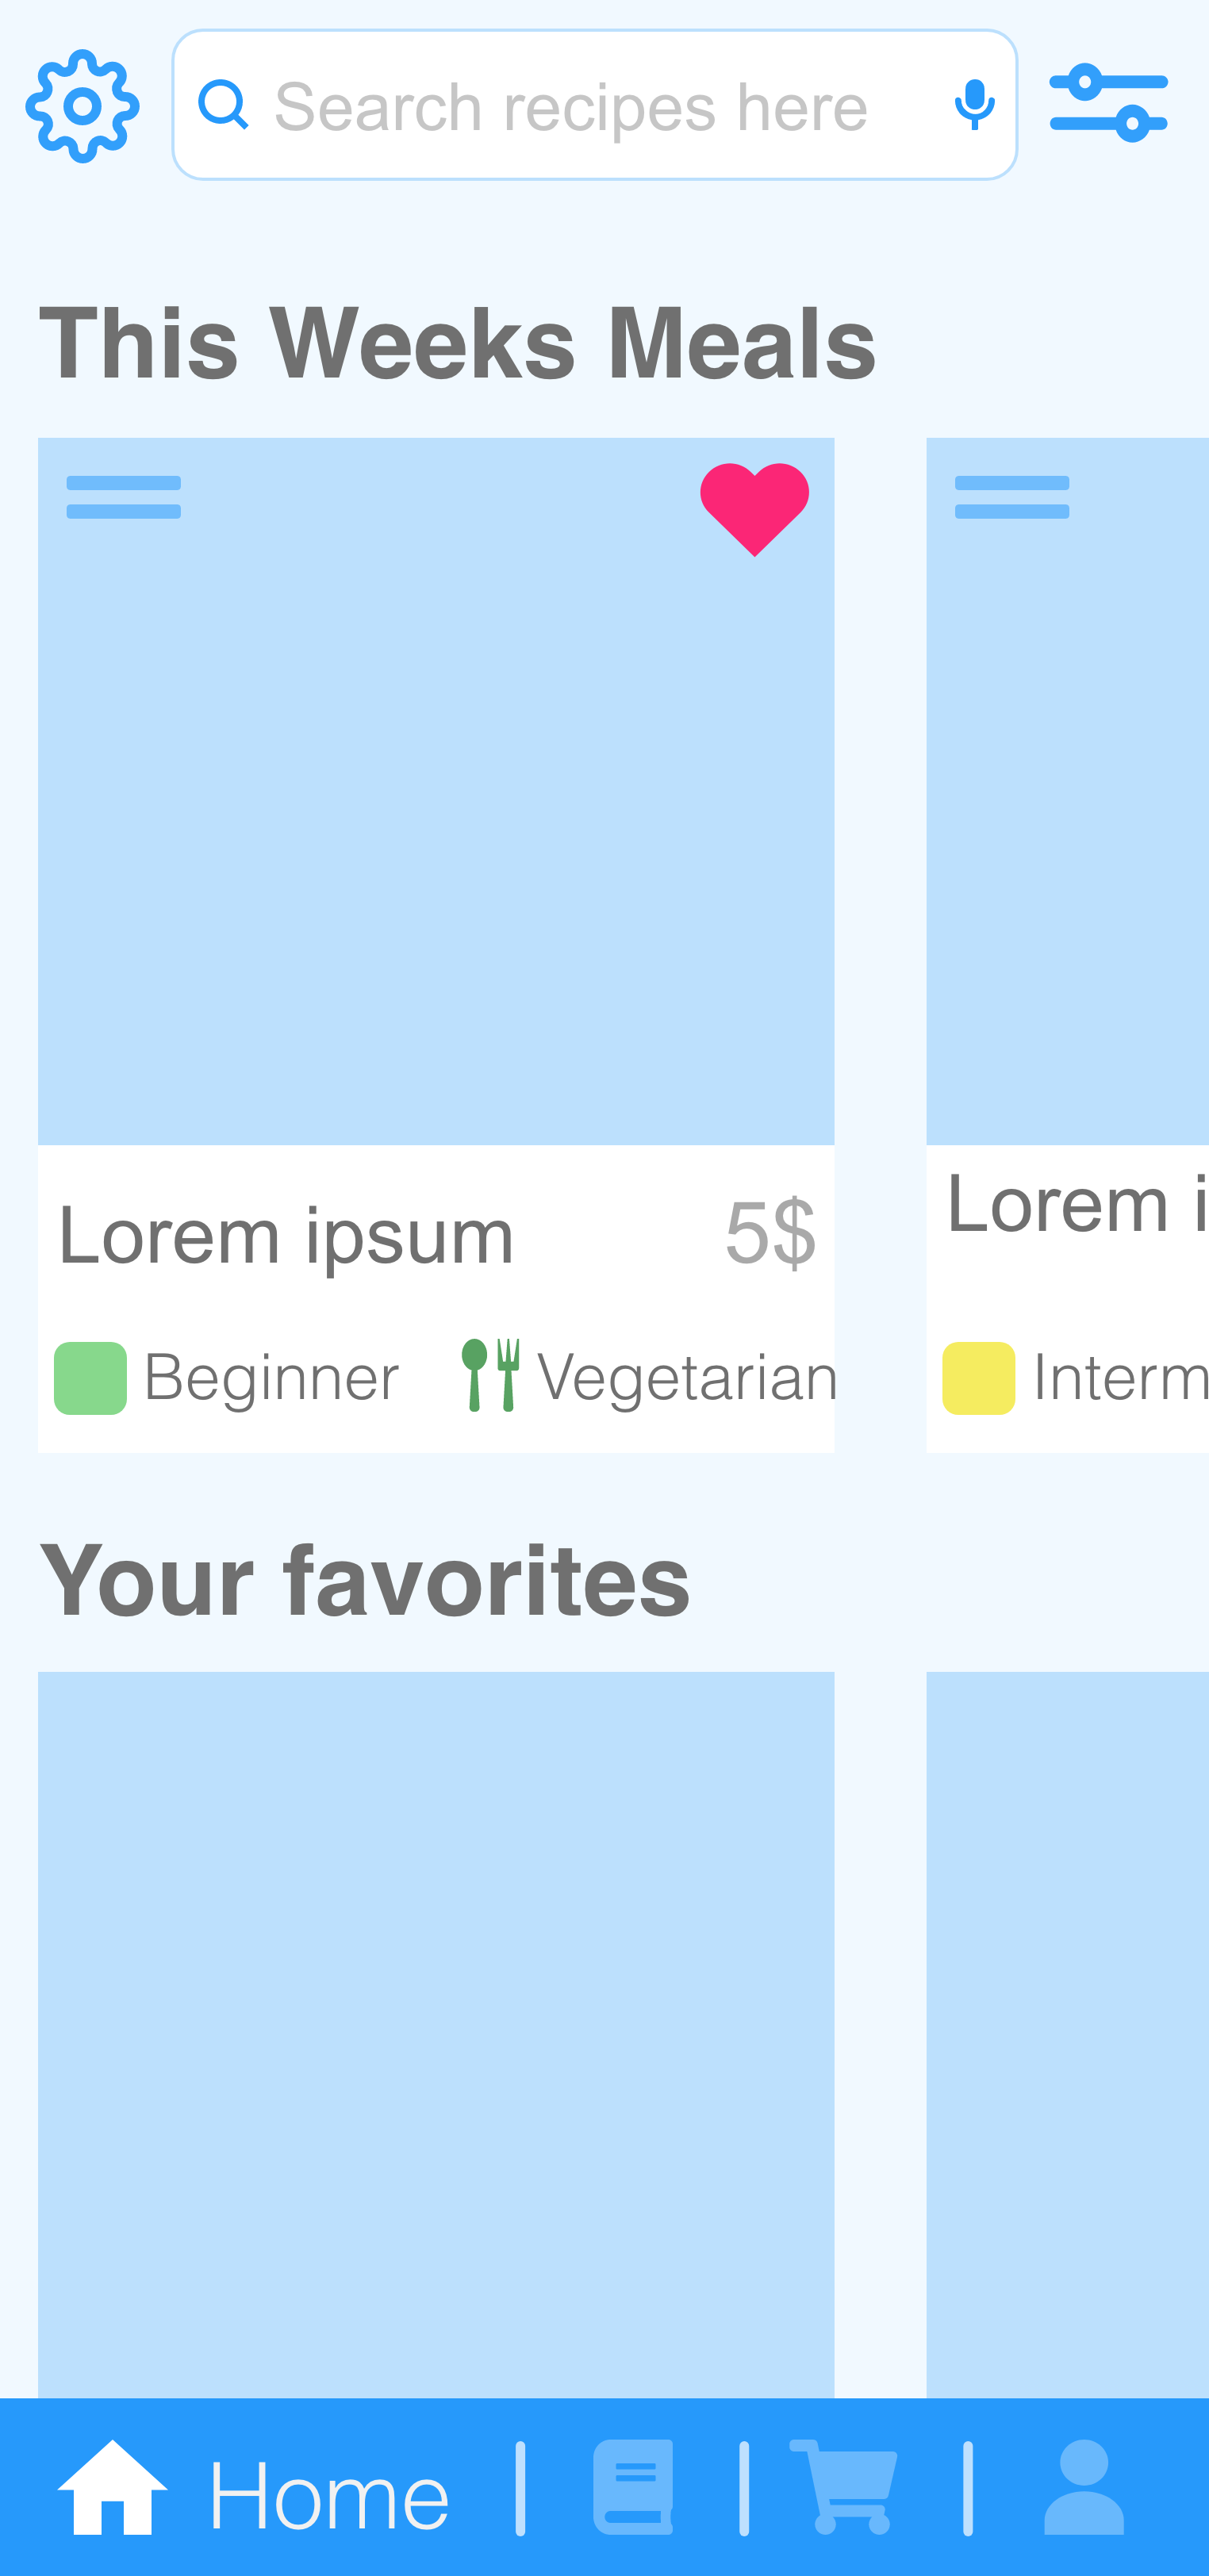 Search recipes here
This Weeks Meals
Lorem ipsum 5$
Lorem i
Beginner Vegetarian
Interm
Your favorites
Home